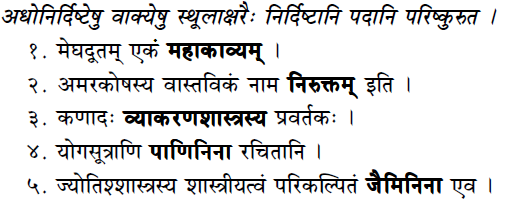 अधोनिर्दिष्टेषु वाक्येषु स्थूलाक्षरैः निर्दिष्टानि पदानि परिष्कुरुत ।
१. मेघदूतम् एकं महाकाव्यम् ।
२. अमरकोषस्य वास्तविकं नाम निरुक्तम् इति ।
३. कणादः व्याकरणशास्त्रस्य प्रवर्तकः ।
४. योगसूत्राणि पाणिनिना रचितानि ।
५. ज्योतिश्शास्त्रस्य शास्त्रीयत्वं परिकल्पितं जैमिनिना एव ।